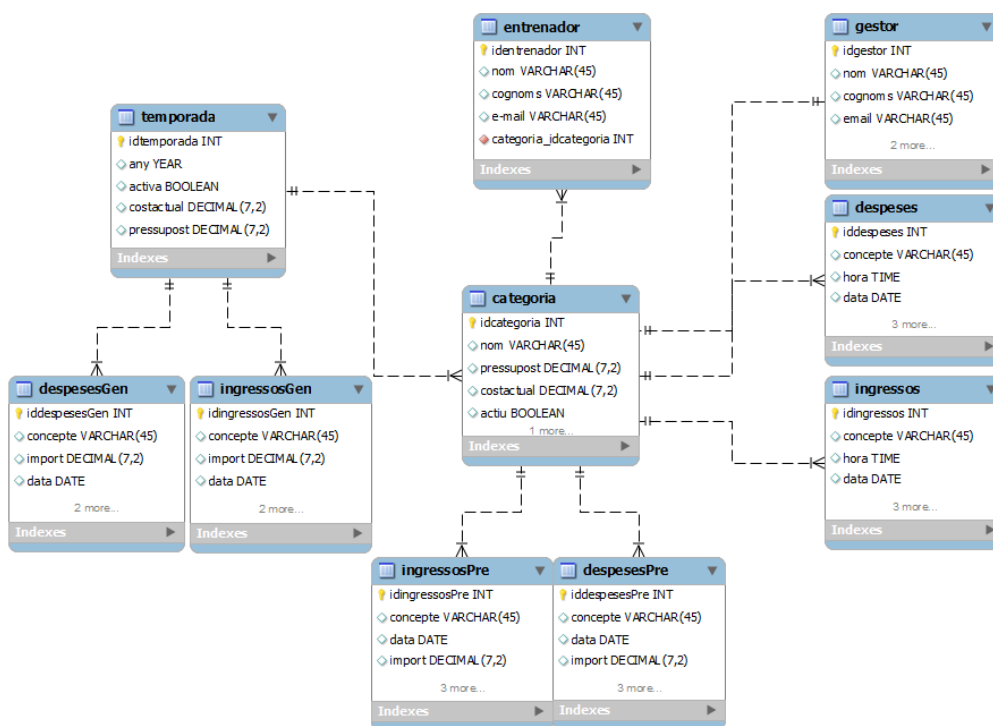 entrenador
identrenador INT
nom VARCHAR(45)
cognoms VARCHAR(45)
e-mail VARCHAR(45)
categoria_idcategoria INT
Indexes
gestor
idgestor INT
nom VARCHAR(45)
cognoms VARCHAR(45)
email VARCHAR(45)
2 more...
Indexes
temporada
idtemporada INT
any YEAR
activa BOOLEAN
costactual DECIMAL(7,2)
pressupost DECIMAL(7,2)
Indexes
despeses
iddespeses INT
concepte VARCHAR(45)
hora TIME
data DATE
3 more...
Indexes
categoria
idcategoria INT
nom VARCHAR(45)
pressupost DECIMAL(7,2)
costactual DECIMAL(7,2)
actiu BOOLEAN
1 more...
Indexes
despesesGen
iddespesesGen INT
concepte VARCHAR(45)
import DECIMAL(7,2)
data DATE
2 more...
Indexes
ingressosGen
idingressosGen INT
concepte VARCHAR(45)
import DECIMAL(7,2)
data DATE
2 more...
Indexes
ingressos
idingressos INT
concepte VARCHAR(45)
hora TIME
data DATE
3 more...
Indexes
ingressosPre
idingressosPre INT
concepte VARCHAR(45)
data DATE
import DECIMAL(7,2)
3 more...
Indexes
despesesPre
iddespesesPre INT
concepte VARCHAR(45)
data DATE
import DECIMAL(7,2)
3 more...
Indexes